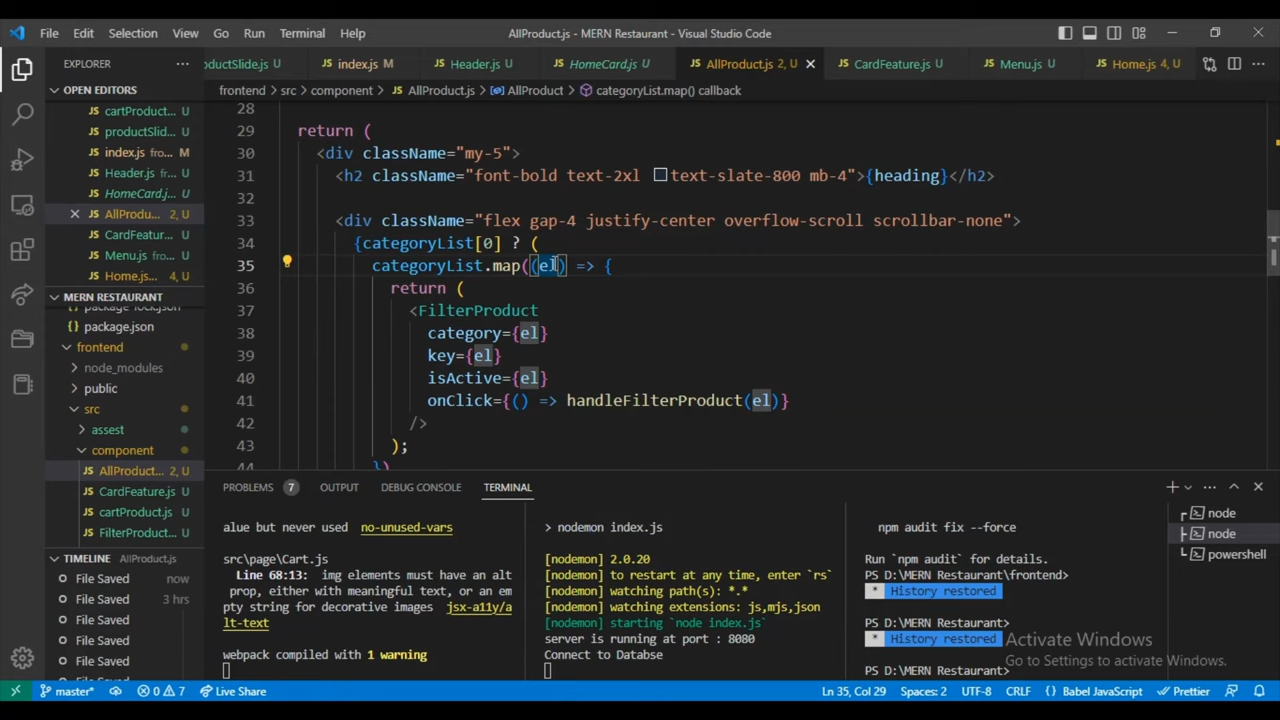 File Edit Selection View Go Run Terminal Help
AllProduct.js - MERN Restaurant - Visual Studio Code
EXPLORER
oductSlide.js U
index.js M
Header.js U
HomeCard.js U
AllProduct.js 2, U
CardFeature.js U
Menu.js U
Home.js 4, U
OPEN EDITORS
cartProduct... U
productSlid... U
index.js fro... M
Header.js fr... U
HomeCard.js U
AllProdu... 2, U
CardFeatur... U
Menu.js fr... U
Home.js ... 4, U
MERN RESTAURANT
package-lock.json
package.json
frontend
node_modules
public
src
assest
component
AllProduct... 2, U
CardFeature.js U
cartProduct.js U
FilterProduct... U
TIMELINE AllProduct.js
File Saved now
File Saved 3 hrs
File Saved
File Saved
File Saved
frontend > src > component > AllProduct.js > AllProduct > categoryList.map() callback
28
29 return (
30 <div className="my-5">
31 <h2 className="font-bold text-2xl text-slate-800 mb-4">{heading}</h2>
32
33 <div className="flex gap-4 justify-center overflow-scroll scrollbar-none">
34 {categoryList[0] ? (
35 categoryList.map((el) => {
36 return (
37 <FilterProduct
38 category={el}
39 key={el}
40 isActive={el}
41 onClick={() => handleFilterProduct(el)}
42 />
43 );
44 })
PROBLEMS 7 OUTPUT DEBUG CONSOLE TERMINAL
alue but never used no-unused-vars
src\page\Cart.js
Line 68:13: img elements must have an alt
prop, either with meaningful text, or an em
pty string for decorative images jsx-a11y/a
lt-text
webpack compiled with 1 warning
> nodemon index.js
[nodemon] 2.0.20
[nodemon] to restart at any time, enter `rs`
[nodemon] watching path(s): *.*
[nodemon] watching extensions: js,mjs,json
[nodemon] starting `node index.js`
server is running at port : 8080
Connect to Databse
npm audit fix --force
Run `npm audit` for details.
PS D:\MERN Restaurant\frontend>
* History restored
PS D:\MERN Restaurant>
* History restored
PS D:\MERN Restaurant>
node
node
powershell
Activate Windows
Go to Settings to activate Windows.
master* 0 7 Live Share
Ln 35, Col 29 Spaces: 2 UTF-8 CRLF {} Babel JavaScript Prettier